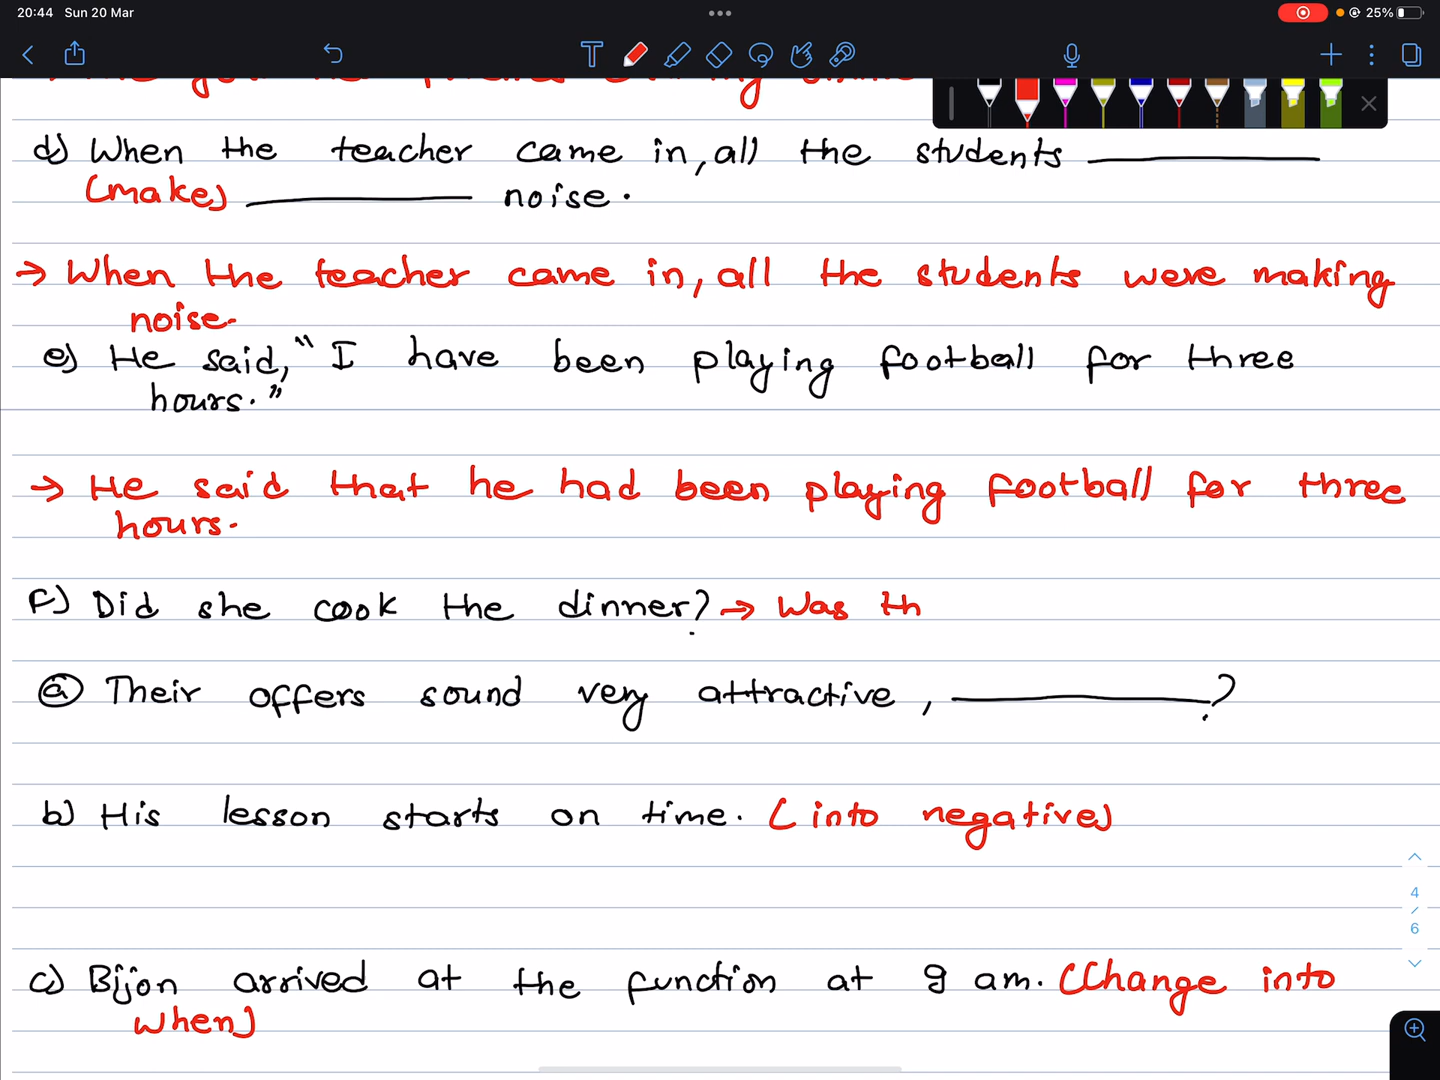 20:44 Sun 20 Mar
25%
d) When the teacher came in, all the students ________
(make) ________ noise.
→ When the teacher came in, all the students were making
noise.
e) He said, "I have been playing football for three
hours."
→ He said that he had been playing football for three
hours.
f) Did she cook the dinner? → Was th
a) Their offers sound very attractive, ________?
b) His lesson starts on time. (into negative)
4
/
6
c) Bijon arrived at the function at 9 am. (Change into
when)